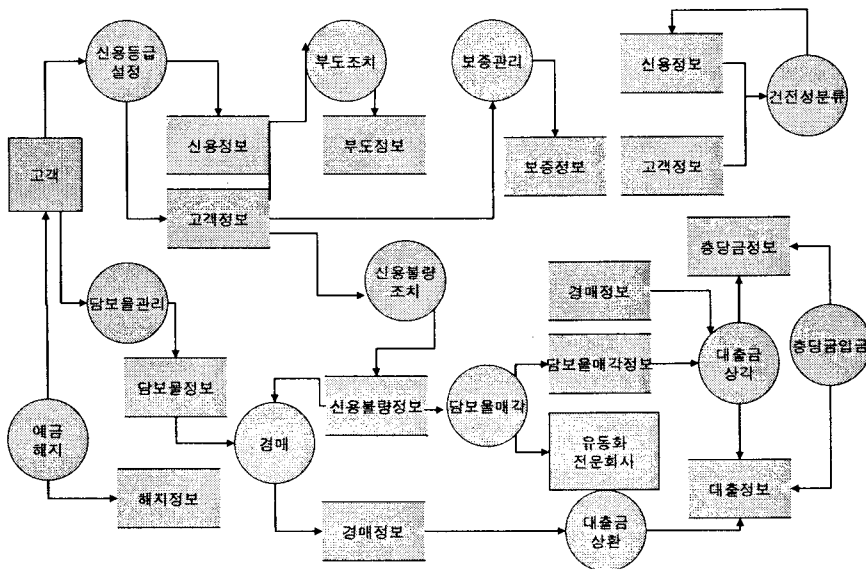 신용등급
설정
부도조치
보증관리
신용정보
건전성분류
고객
신용정보
부도정보
보증정보
고객정보
고객정보
충당금정보
신용불량
조치
경매정보
담보물관리
대출금
상각
충당금입금
담보물매각정보
담보물정보
신용불량정보
담보물매각
예금
해지
경매
유동화
전문회사
해지정보
대출정보
경매정보
대출금
상환